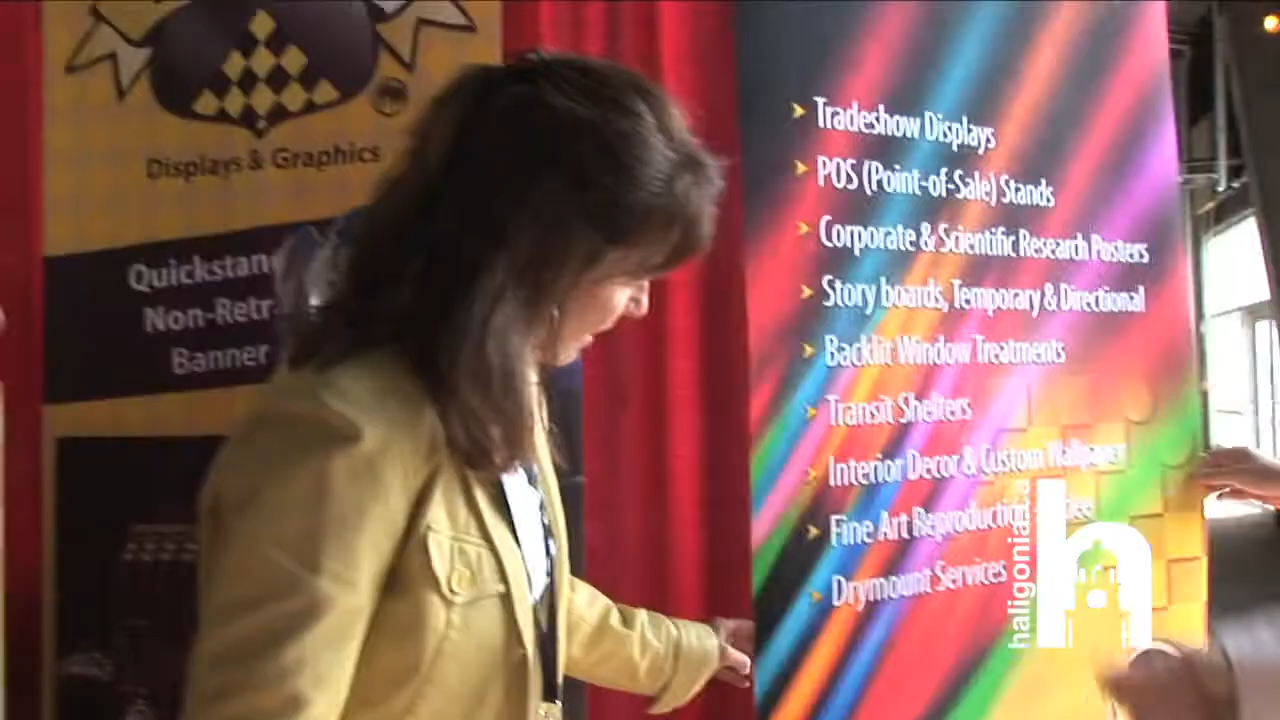 Displays & Graphics
Quickstan
Non-Retr
Banner
Tradeshow Displays
POS (Point-of-Sale) Stands
Corporate & Scientific Research Posters
Story boards, Temporary & Directional
Backlit Window Treatments
Transit Shelters
Interior Decor & Custom Wallpaper
Fine Art Reproduction
Drymount Services
haligonia.ca
h